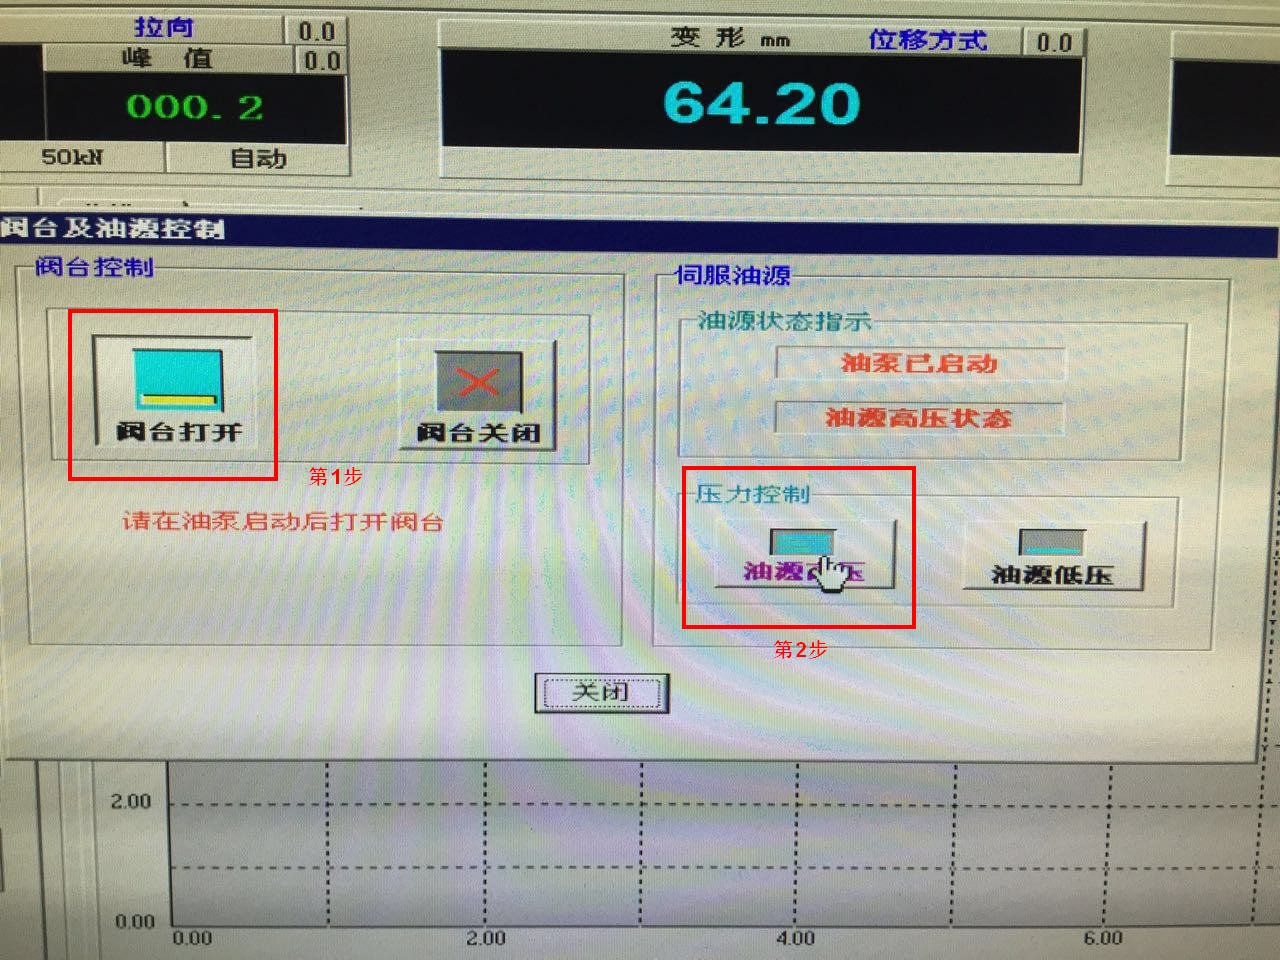 拉向 0.0
峰 值 0.0
000.2
50kN 自动
变 形 mm 位移方式 0.0
64.20
阀台及油源控制
阀台控制
阀台打开
阀台关闭
第1步
请在油泵启动后打开阀台
伺服油源
油源状态指示
油泵已启动
油源高压状态
压力控制
油源高压
油源低压
第2步
关闭
2.00
0.00
0.00 2.00 4.00 6.00